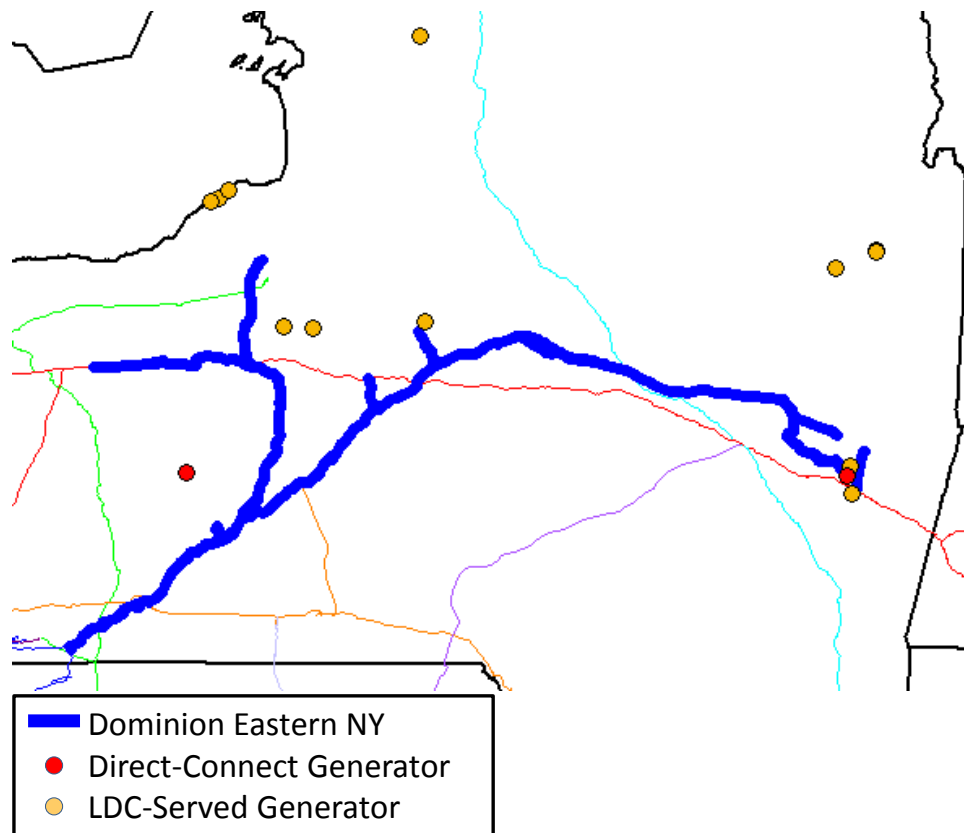 Dominion Eastern NY
Direct-Connect Generator
LDC-Served Generator